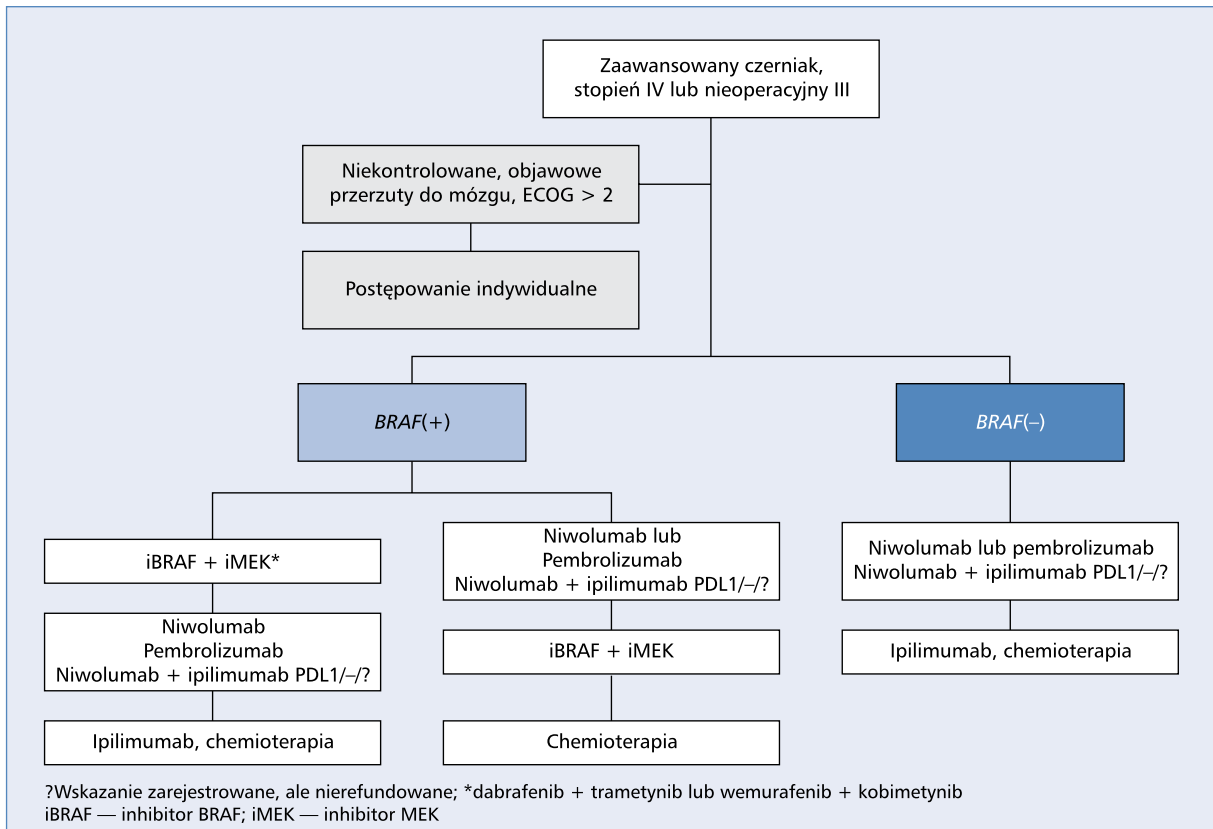 Zaawansowany czerniak,
stopień IV lub nieoperacyjny III
Niekontrolowane, objawowe
przerzuty do mózgu, ECOG > 2
Postępowanie indywidualne
BRAF(+)
BRAF(–)
iBRAF + iMEK*
Niwolumab
Pembrolizumab
Niwolumab + ipilimumab PDL1/–/?
Ipilimumab, chemioterapia
Niwolumab lub
Pembrolizumab
Niwolumab + ipilimumab PDL1/–/?
iBRAF + iMEK
Chemioterapia
Niwolumab lub pembrolizumab
Niwolumab + ipilimumab PDL1/–/?
Ipilimumab, chemioterapia
?Wskazanie zarejestrowane, ale nierefundowane; *dabrafenib + trametynib lub wemurafenib + kobimetynib
iBRAF — inhibitor BRAF; iMEK — inhibitor MEK